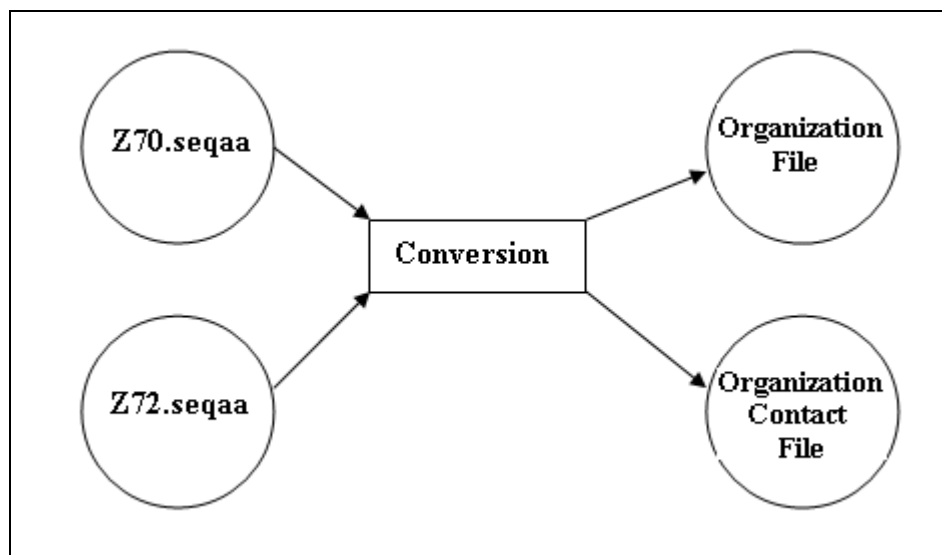 Z70.seqaa
Organization
File
Conversion
Z72.seqaa
Organization
Contact
File